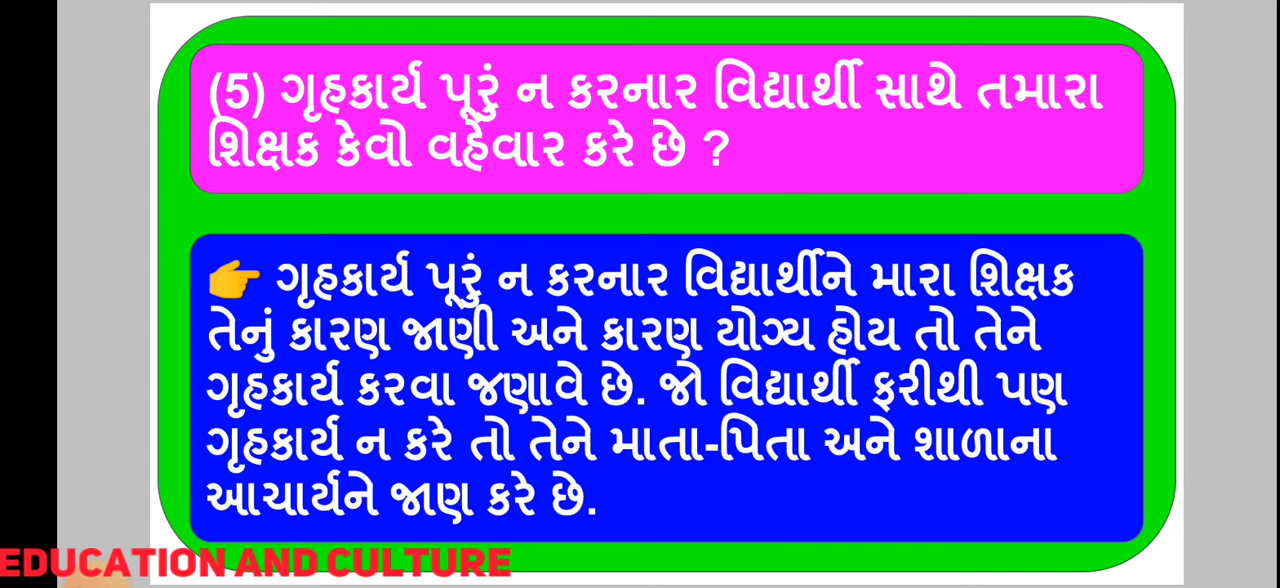 (5) ગૃહકાર્ય પૂરું ન કરનાર વિદ્યાર્થી સાથે તમારા
શિક્ષક કેવો વહેવાર કરે છે ?
👉 ગૃહકાર્ય પૂરું ન કરનાર વિદ્યાર્થીને મારા શિક્ષક
તેનું કારણ જાણી અને કારણ યોગ્ય હોય તો તેને
ગૃહકાર્ય કરવા જણાવે છે. જો વિદ્યાર્થી ફરીથી પણ
ગૃહકાર્ય ન કરે તો તેને માતા-પિતા અને શાળાના
આચાર્યને જાણ કરે છે.
EDUCATION AND CULTURE